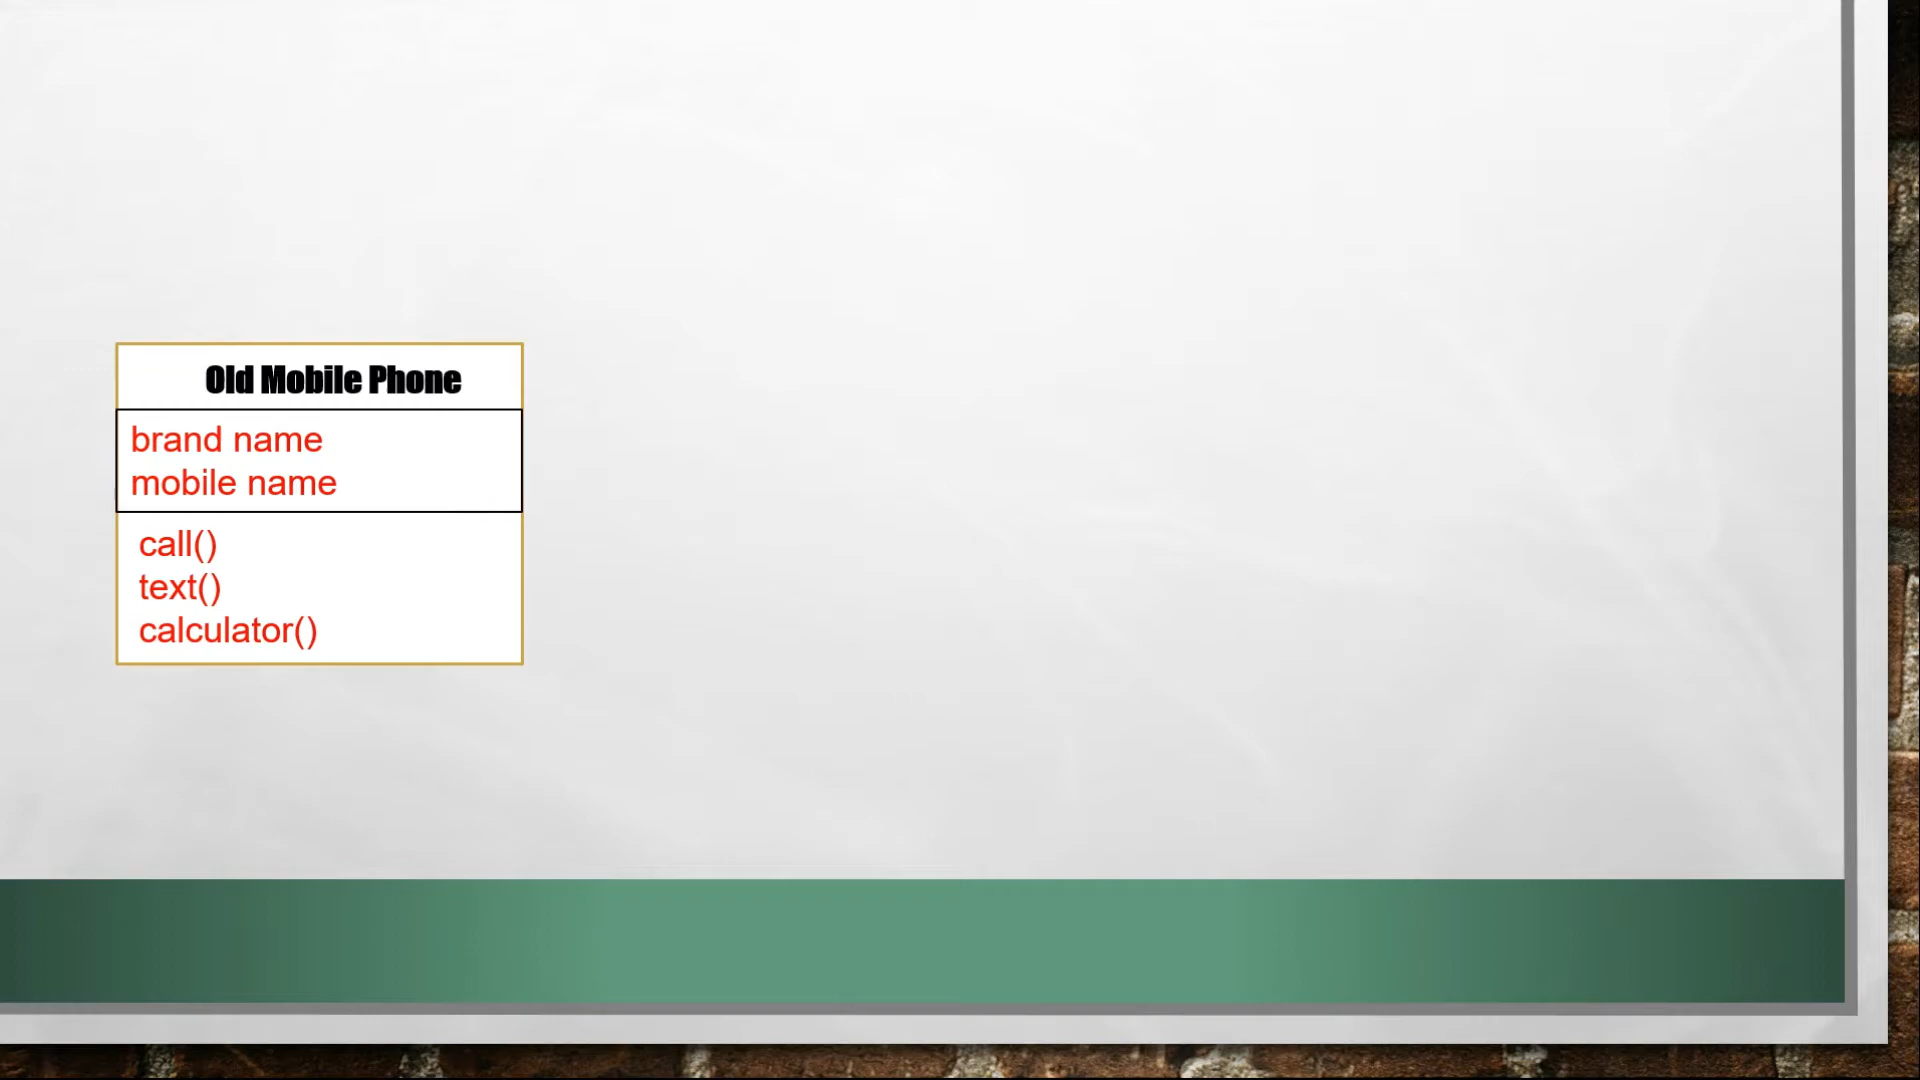 Old Mobile Phone
brand name
mobile name
call()
text()
calculator()